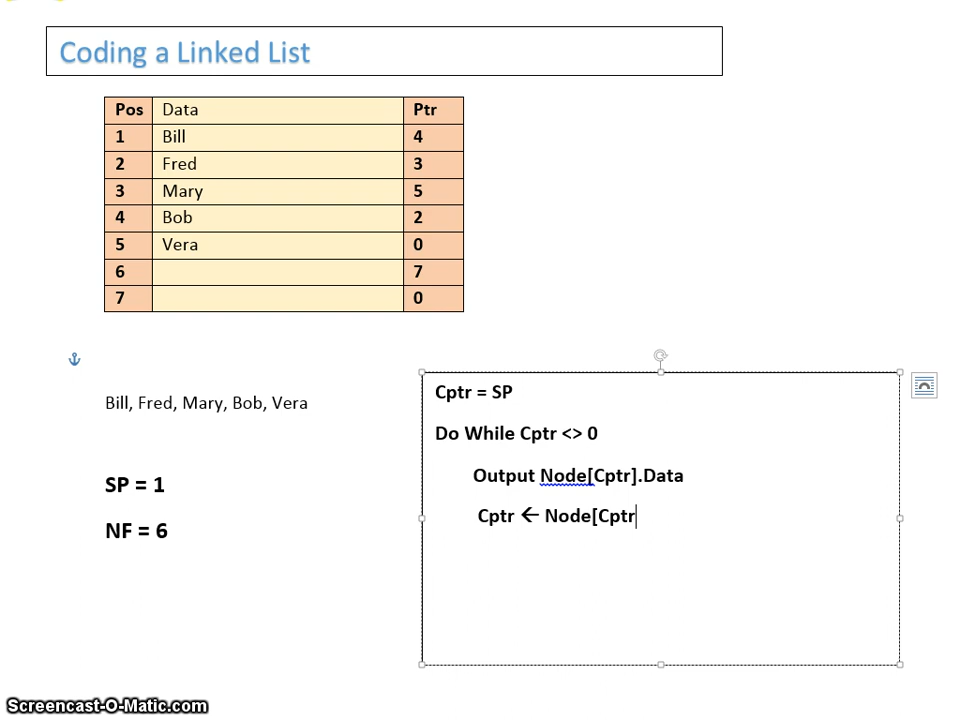 Coding a Linked List
Pos Data Ptr
1 Bill 4
2 Fred 3
3 Mary 5
4 Bob 2
5 Vera 0
6 7
7 0
Bill, Fred, Mary, Bob, Vera
SP = 1
NF = 6
Cptr = SP
Do While Cptr <> 0
Output Node[Cptr].Data
Cptr ← Node[Cptr
Screencast-O-Matic.com